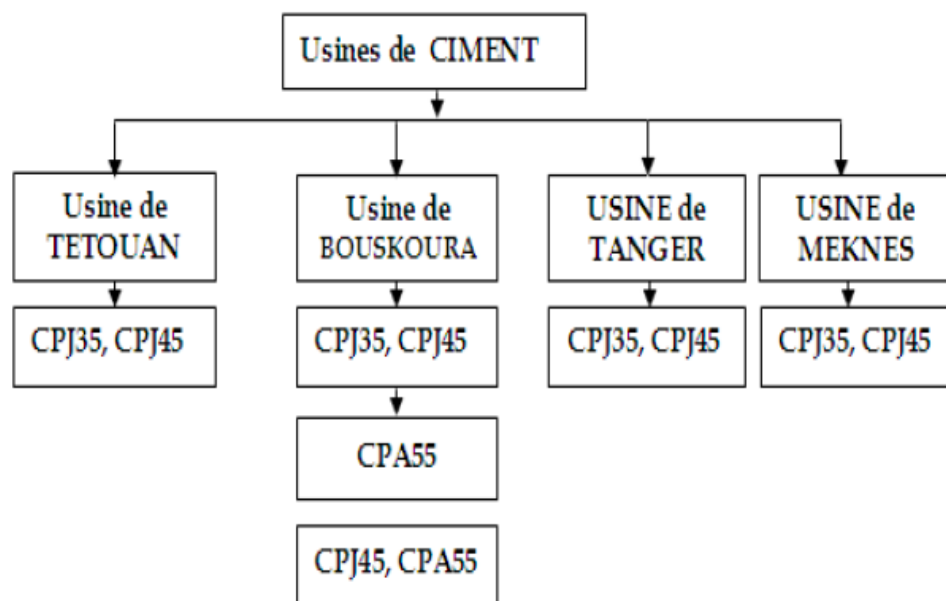 Usines de CIMENT
Usine de
TETOUAN
Usine de
BOUSKOURA
USINE de
TANGER
USINE de
MEKNES
CPJ35, CPJ45
CPJ35, CPJ45
CPJ35, CPJ45
CPJ35, CPJ45
CPA55
CPJ45, CPA55